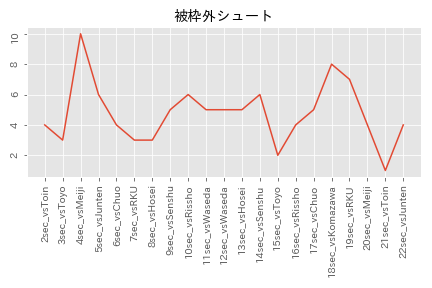 被枠外シュート
10
8
6
4
2
2sec_vsToin
3sec_vsToyo
4sec_vsMeiji
5sec_vsJunten
6sec_vsChuo
7sec_vsRKU
8sec_vsHosei
9sec_vsSenshu
10sec_vsRissho
11sec_vsWaseda
12sec_vsWaseda
13sec_vsHosei
14sec_vsSenshu
15sec_vsToyo
16sec_vsRissho
17sec_vsChuo
18sec_vsKomazawa
19sec_vsRKU
20sec_vsMeiji
21sec_vsToin
22sec_vsJunten